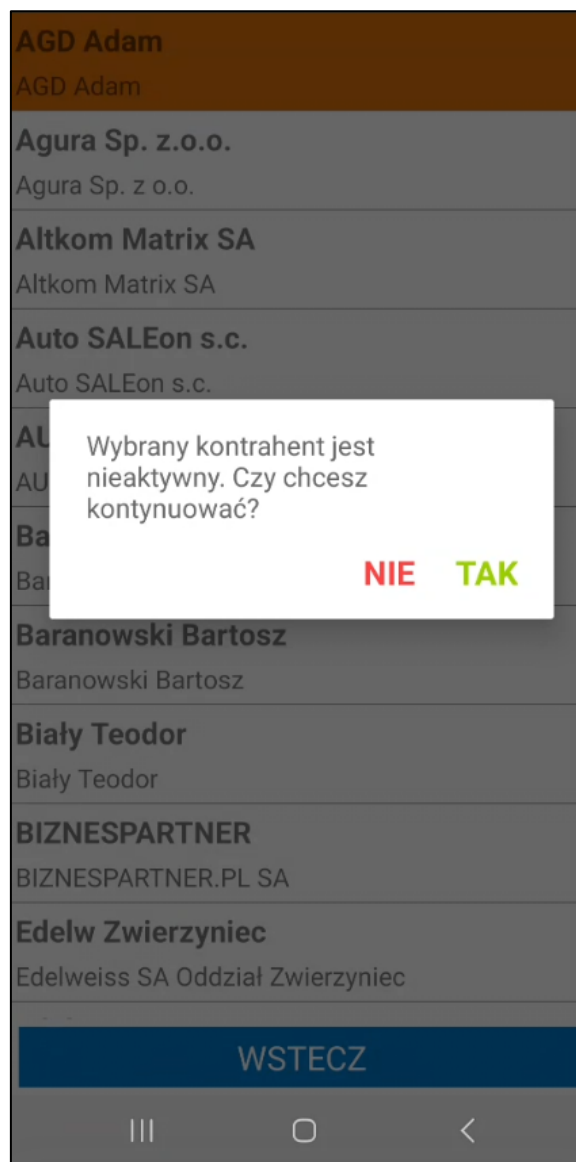 AGD Adam
AGD Adam
Agura Sp. z.o.o.
Agura Sp. z o.o.
Altkom Matrix SA
Altkom Matrix SA
Auto SALEon s.c.
Auto SALEon s.c.
Wybrany kontrahent jest
nieaktywny. Czy chcesz
kontynuować?
NIE TAK
Baranowski Bartosz
Baranowski Bartosz
Biały Teodor
Biały Teodor
BIZNESPARTNER
BIZNESPARTNER.PL SA
Edelw Zwierzyniec
Edelweiss SA Oddział Zwierzyniec
WSTECZ